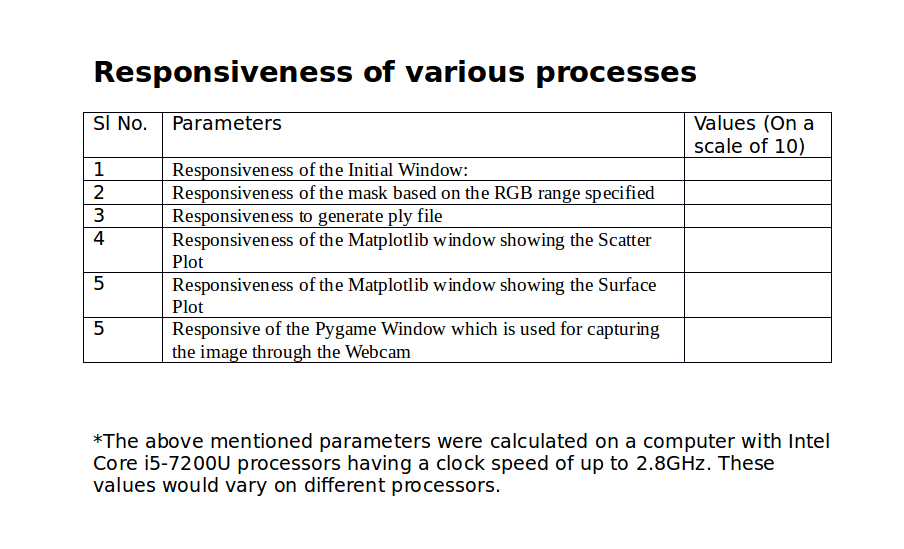 Responsiveness of various processes
Sl No. Parameters Values (On a
scale of 10)
1 Responsiveness of the Initial Window:
2 Responsiveness of the mask based on the RGB range specified
3 Responsiveness to generate ply file
4 Responsiveness of the Matplotlib window showing the Scatter
Plot
5 Responsiveness of the Matplotlib window showing the Surface
Plot
5 Responsive of the Pygame Window which is used for capturing
the image through the Webcam
*The above mentioned parameters were calculated on a computer with Intel
Core i5-7200U processors having a clock speed of up to 2.8GHz. These
values would vary on different processors.